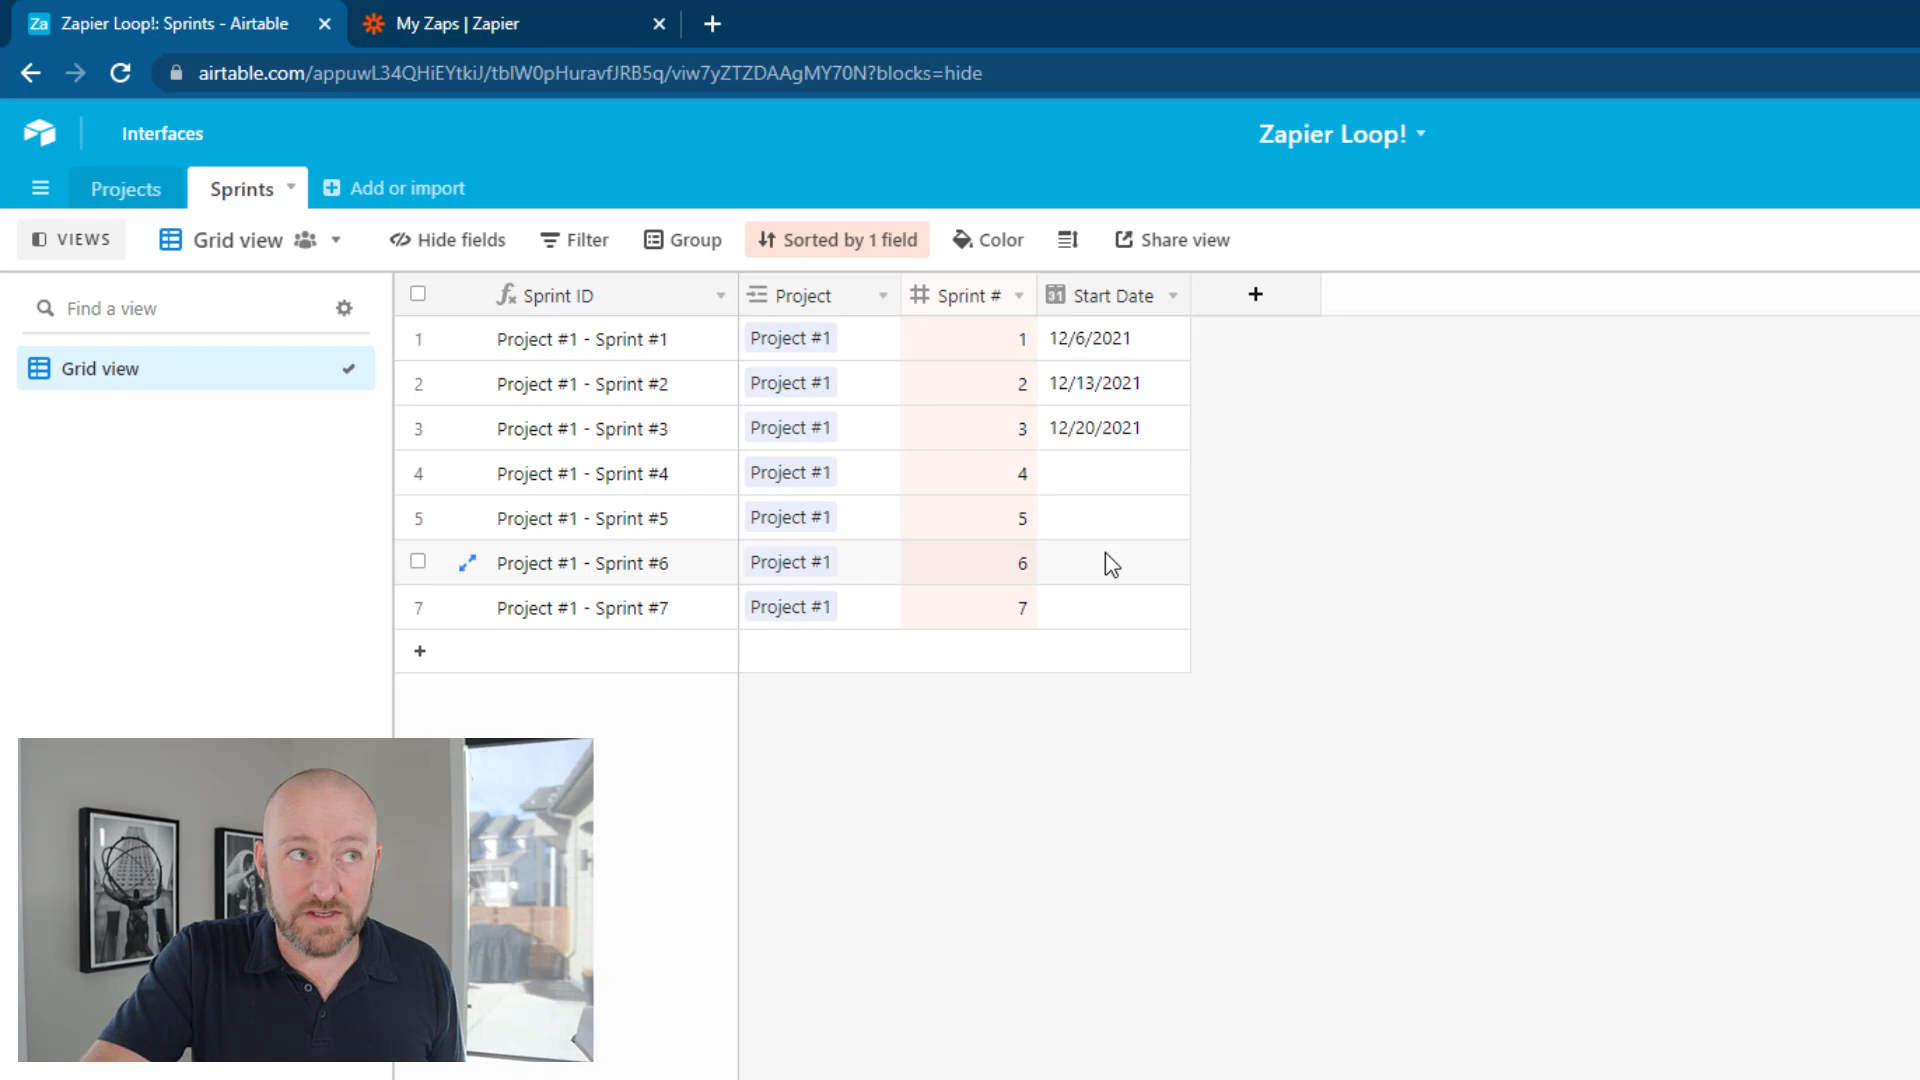 Za Zapier Loop!: Sprints - Airtable
My Zaps | Zapier
airtable.com/appuwL34QHiEYtkiJ/tblW0pHuravfJRB5q/viw7yZTZDAAgMY70N?blocks=hide
Interfaces
Zapier Loop!
Projects
Sprints
Add or import
VIEWS
Grid view
Hide fields
Filter
Group
Sorted by 1 field
Color
Share view
Find a view
Grid view
Sprint ID Project Sprint # 31 Start Date
1 Project #1 - Sprint #1 Project #1 1 12/6/2021
2 Project #1 - Sprint #2 Project #1 2 12/13/2021
3 Project #1 - Sprint #3 Project #1 3 12/20/2021
4 Project #1 - Sprint #4 Project #1 4
5 Project #1 - Sprint #5 Project #1 5
Project #1 - Sprint #6 Project #1 6
7 Project #1 - Sprint #7 Project #1 7